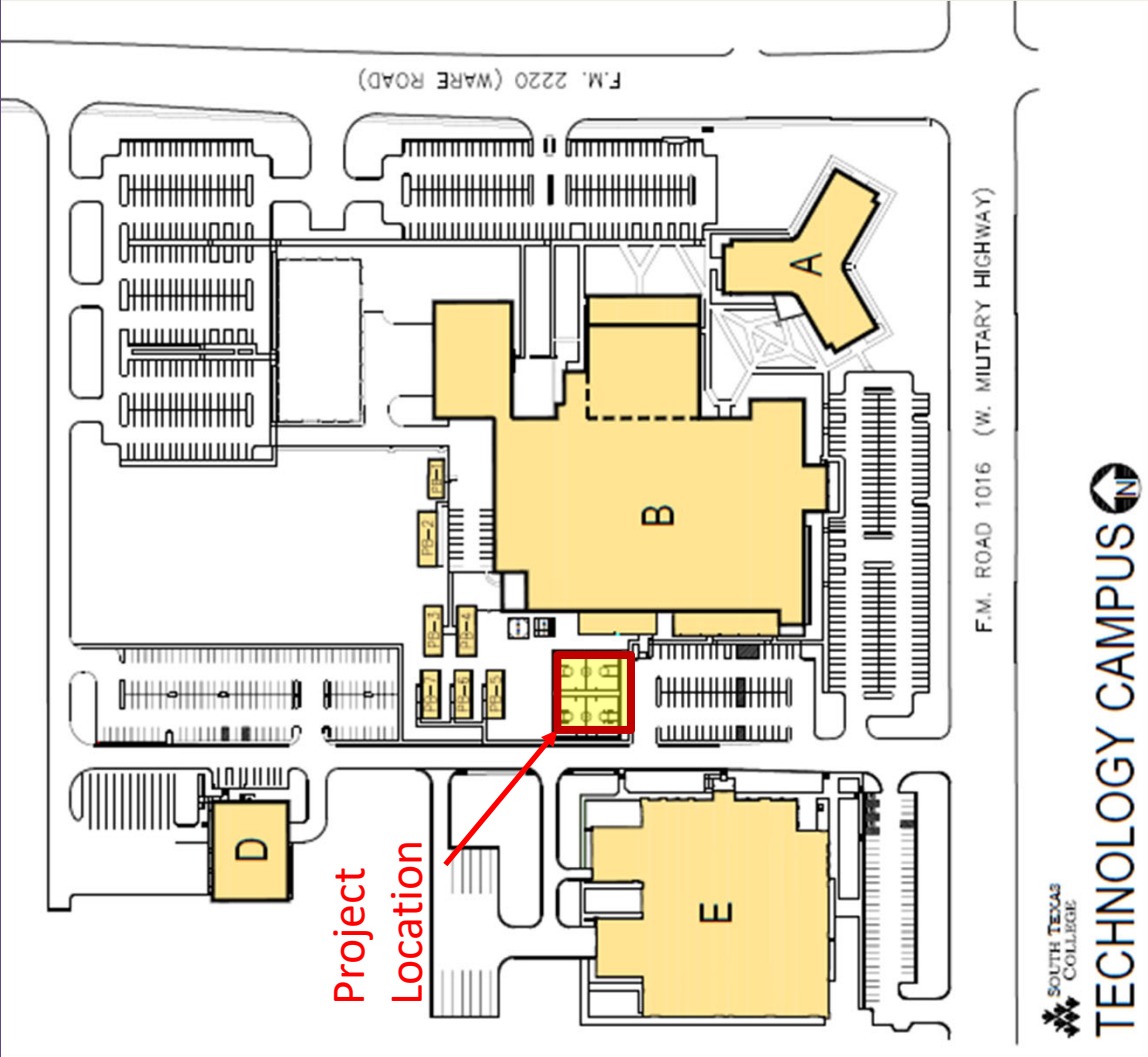 F.M. 2220 (WARE ROAD)
A
F.M. ROAD 1016 (W. MILITARY HIGHWAY)
B
PB-1
PB-2
PB-3
PB-4
PB-7
PB-6
PB-5
D
E
Project
Location
SOUTH TEXAS
COLLEGE
TECHNOLOGY CAMPUS
N